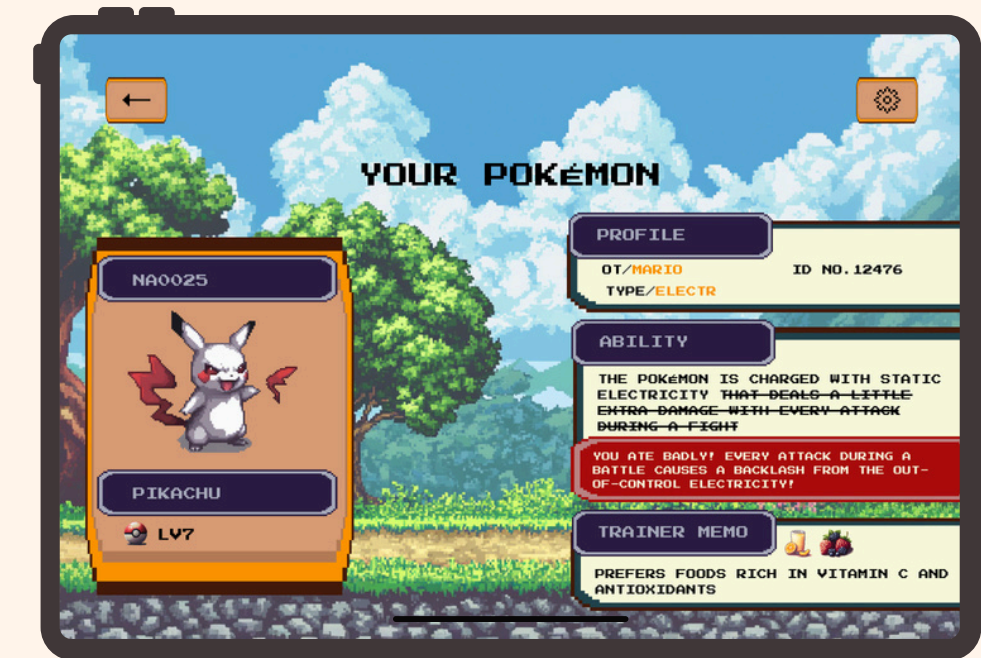 YOUR POKéMON
NA0025
PIKACHU
LV7
PROFILE
OT/MARIO ID NO.12476
TYPE/ELECTR
ABILITY
THE POKéMON IS CHARGED WITH STATIC
ELECTRICITY THAT DEALS A LITTLE
EXTRA DAMAGE WITH EVERY ATTACK
DURING A FIGHT
YOU ATE BADLY! EVERY ATTACK DURING A
BATTLE CAUSES A BACKLASH FROM THE OUT-
OF-CONTROL ELECTRICITY!
TRAINER MEMO
PREFERS FOODS RICH IN VITAMIN C AND
ANTIOXIDANTS